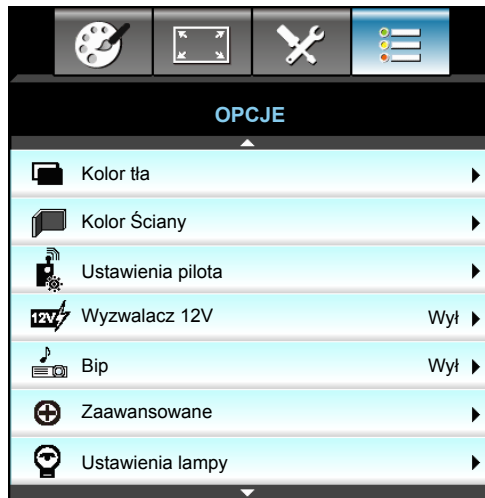 OPCJE
Kolor tła
Kolor Ściany
Ustawienia pilota
12V Wyzwalacz 12V Wył
Bip Wył
Zaawansowane
Ustawienia lampy